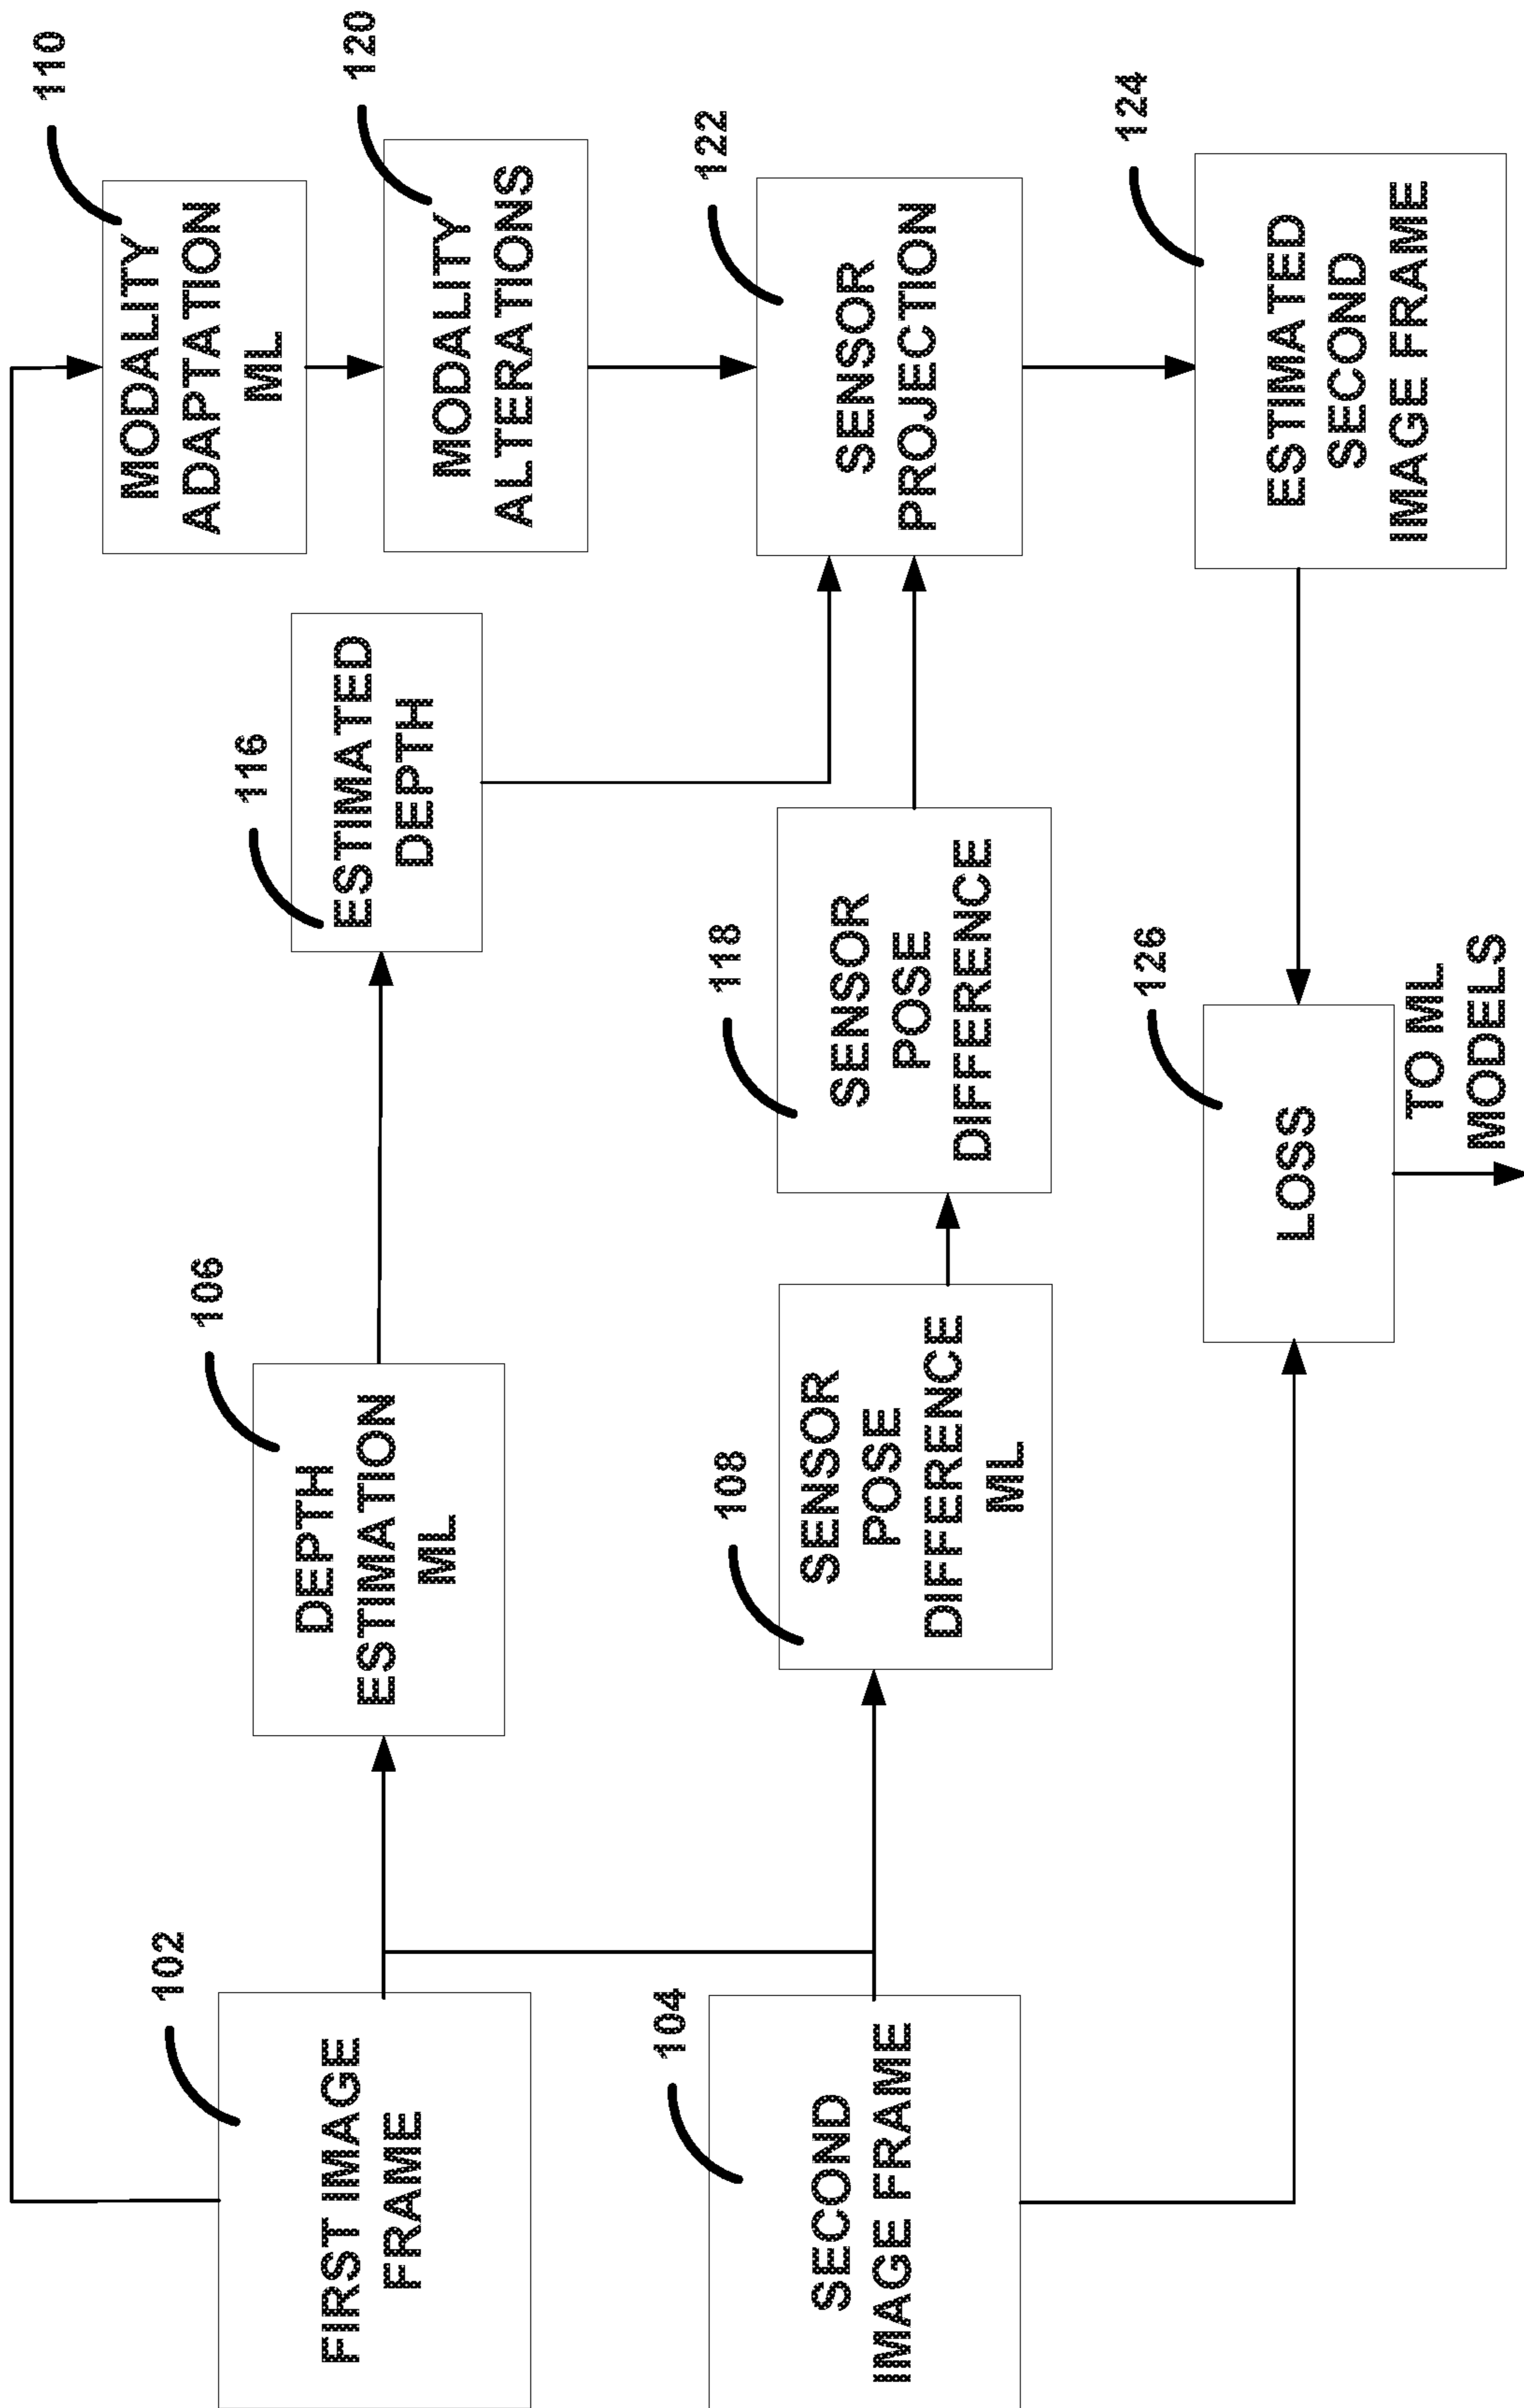 110
MODALITY
ADAPTATION
ML
120
MODALITY
ALTERATIONS
116
ESTIMATED
DEPTH
106
DEPTH
ESTIMATION
ML
102
FIRST IMAGE
FRAME
122
SENSOR
PROJECTION
118
SENSOR
POSE
DIFFERENCE
108
SENSOR
POSE
DIFFERENCE
ML
104
SECOND
IMAGE FRAME
124
ESTIMATED
SECOND
IMAGE FRAME
126
LOSS
TO ML
MODELS